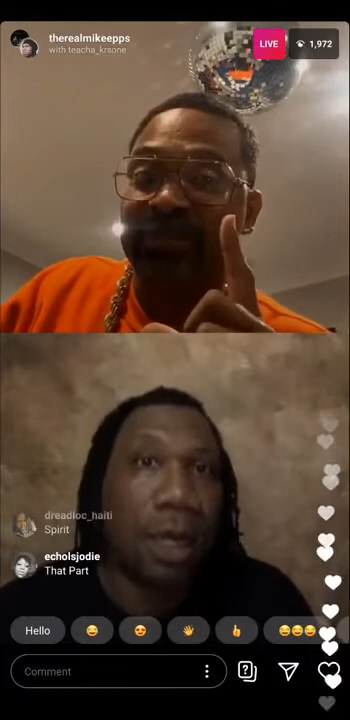 therealmikeepps
with teacha_krsone
LIVE
1,972
dreadloc_haiti
Spirit
echolsjodie
That Part
Hello
Comment